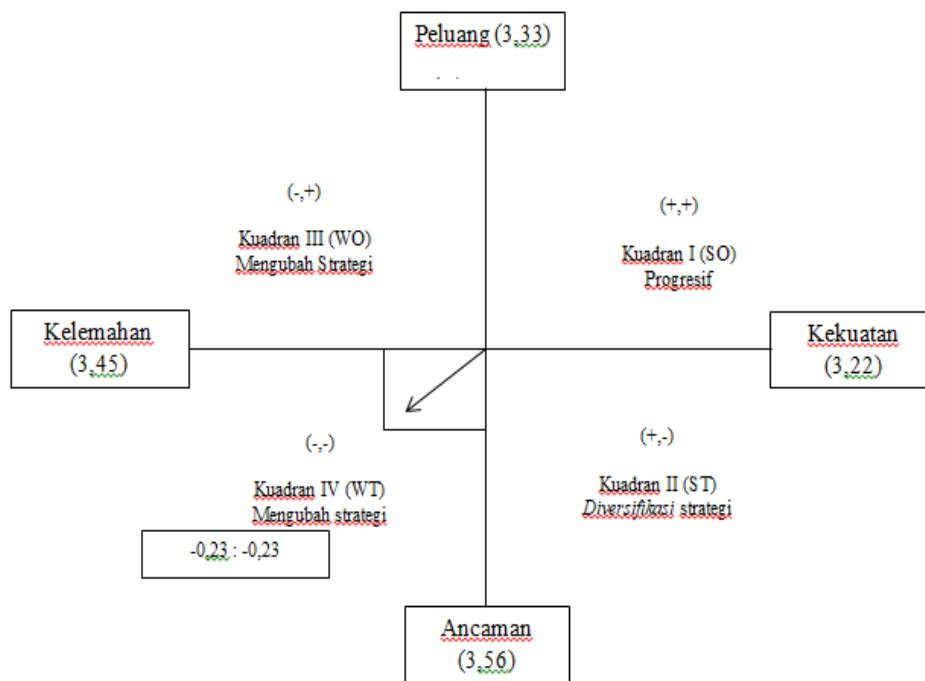 Peluang (3,33)
(-,+)
Kuadran III (WO)
Mengubah Strategi
(+,+)
Kuadran I (SO)
Progresif
Kelemahan
(3,45)
Kekuatan
(3,22)
(-,-)
Kuadran IV (WT)
Mengubah strategi
-0,23 : -0,23
(+,-)
Kuadran II (ST)
Diversifikasi strategi
Ancaman
(3,56)